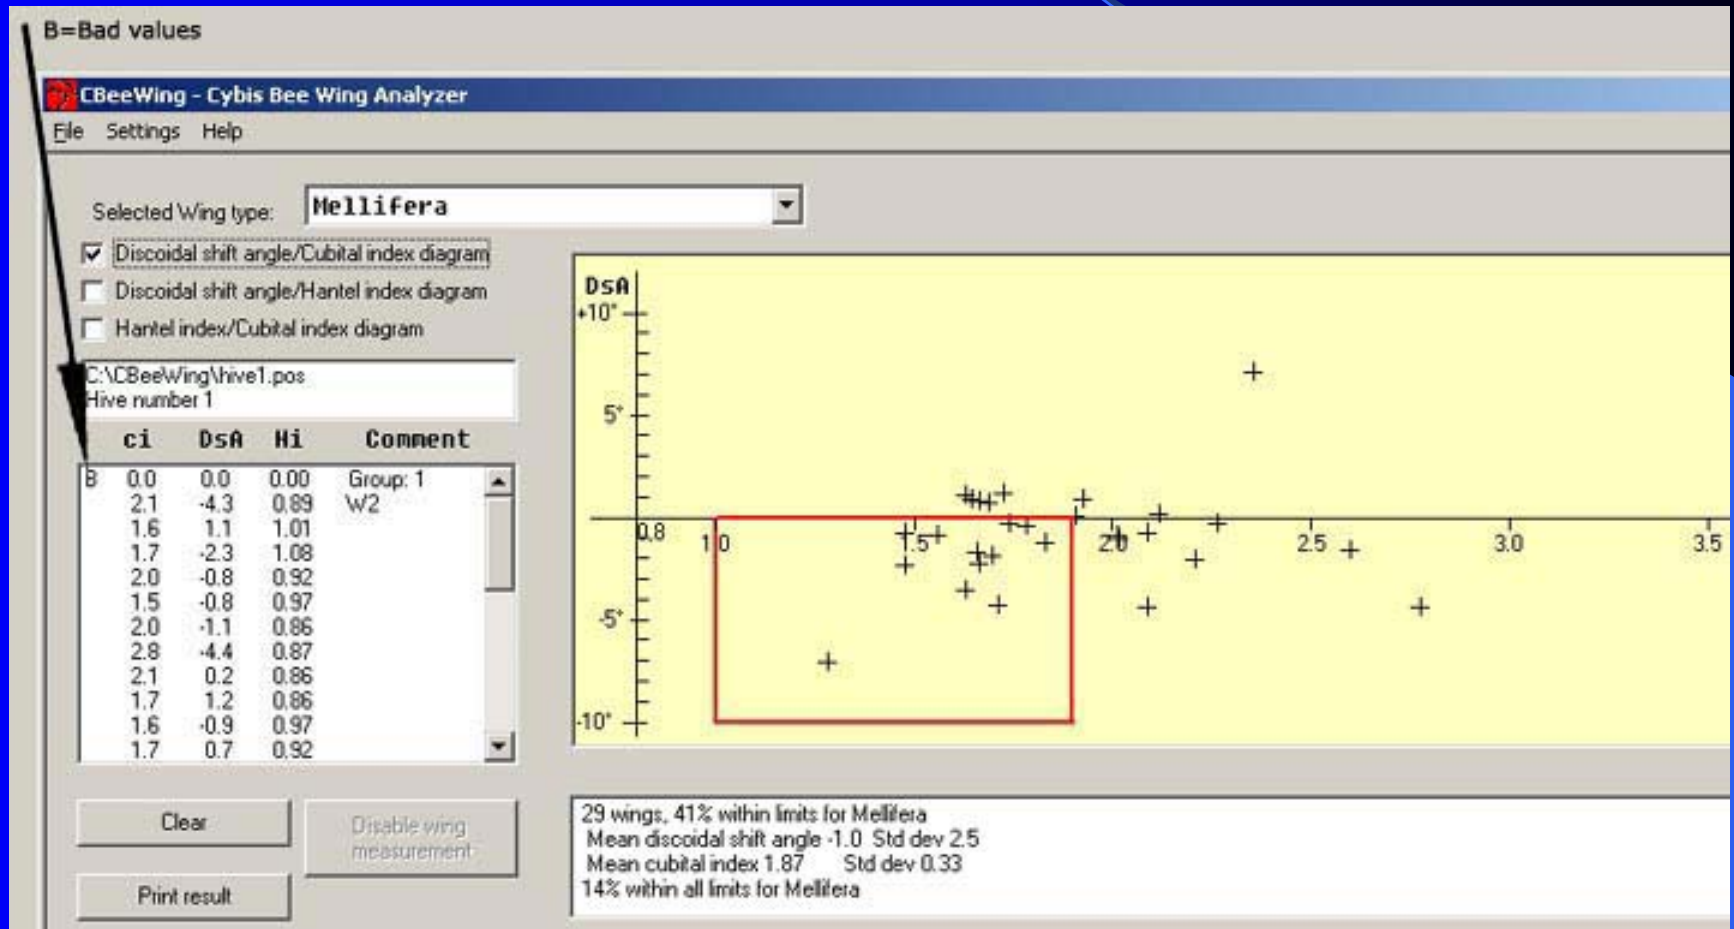 B=Bad values
CBeeWing - Cybis Bee Wing Analyzer
File Settings Help
Selected Wing type: Mellifera
Discoidal shift angle/Cubital index diagram
Discoidal shift angle/Hantel index diagram
Hantel index/Cubital index diagram
C:\CBeeWing\hive1.pos
Hive number 1
ci DsA Hi Comment
B 0.0 0.0 0.00 Group: 1
2.1 -4.3 0.89 W2
1.6 1.1 1.01
1.7 -2.3 1.08
2.0 -0.8 0.92
1.5 -0.8 0.97
2.0 -1.1 0.86
2.8 -4.4 0.87
2.1 0.2 0.86
1.7 1.2 0.86
1.6 -0.9 0.97
1.7 0.7 0.92
Clear
Disable wing
measurement
Print result
DsA
+10°
5°
0.8 1.0 1.5 2.0 2.5 3.0 3.5
-5°
-10°
29 wings, 41% within limits for Mellifera
Mean discoidal shift angle -1.0 Std dev 2.5
Mean cubital index 1.87 Std dev 0.33
14% within all limits for Mellifera